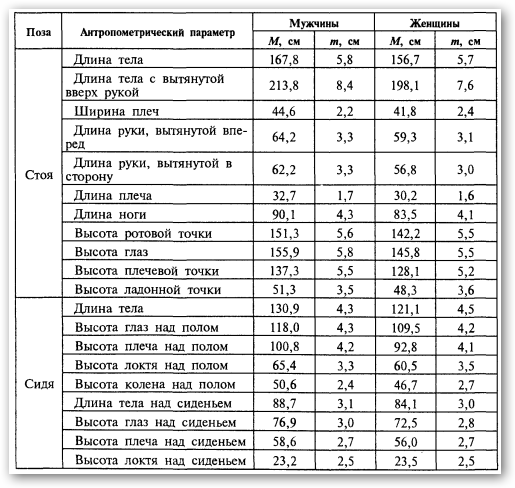 Поза Антропометрический параметр Мужчины Женщины
М, см m, см М, см m, см
Стоя
Длина тела 167,8 5,8 156,7 5,7
Длина тела с вытянутой
вверх рукой 213,8 8,4 198,1 7,6
Ширина плеч 44,6 2,2 41,8 2,4
Длина руки, вытянутой впе-
ред 64,2 3,3 59,3 3,1
Длина руки, вытянутой в
сторону 62,2 3,3 56,8 3,0
Длина плеча 32,7 1,7 30,2 1,6
Длина ноги 90,1 4,3 83,5 4,1
Высота ротовой точки 151,3 5,6 142,2 5,5
Высота глаз 155,9 5,8 145,8 5,5
Высота плечевой точки 137,3 5,5 128,1 5,2
Высота ладонной точки 51,3 3,5 48,3 3,6
Сидя
Длина тела 130,9 4,3 121,1 4,5
Высота глаз над полом 118,0 4,3 109,5 4,2
Высота плеча над полом 100,8 4,2 92,8 4,1
Высота локтя над полом 65,4 3,3 60,5 3,5
Высота колена над полом 50,6 2,4 46,7 2,7
Длина тела над сиденьем 88,7 3,1 84,1 3,0
Высота глаз над сиденьем 76,9 3,0 72,5 2,8
Высота плеча над сиденьем 58,6 2,7 56,0 2,7
Высота локтя над сиденьем 23,2 2,5 23,5 2,5